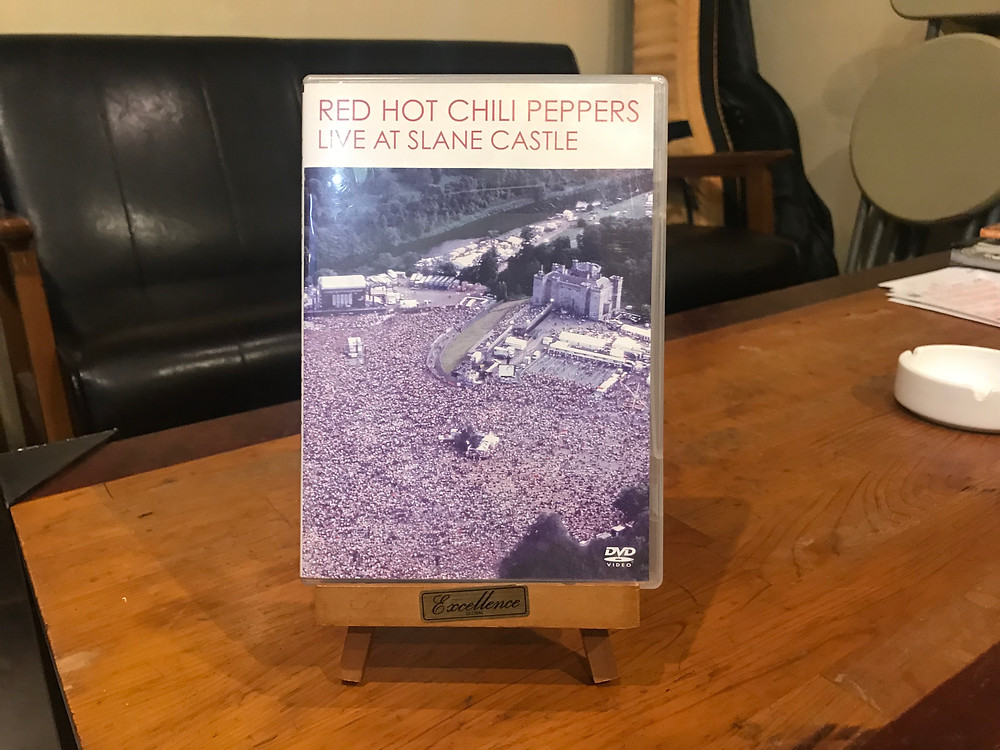 RED HOT CHILI PEPPERS
LIVE AT SLANE CASTLE
DVD
VIDEO
Excellence